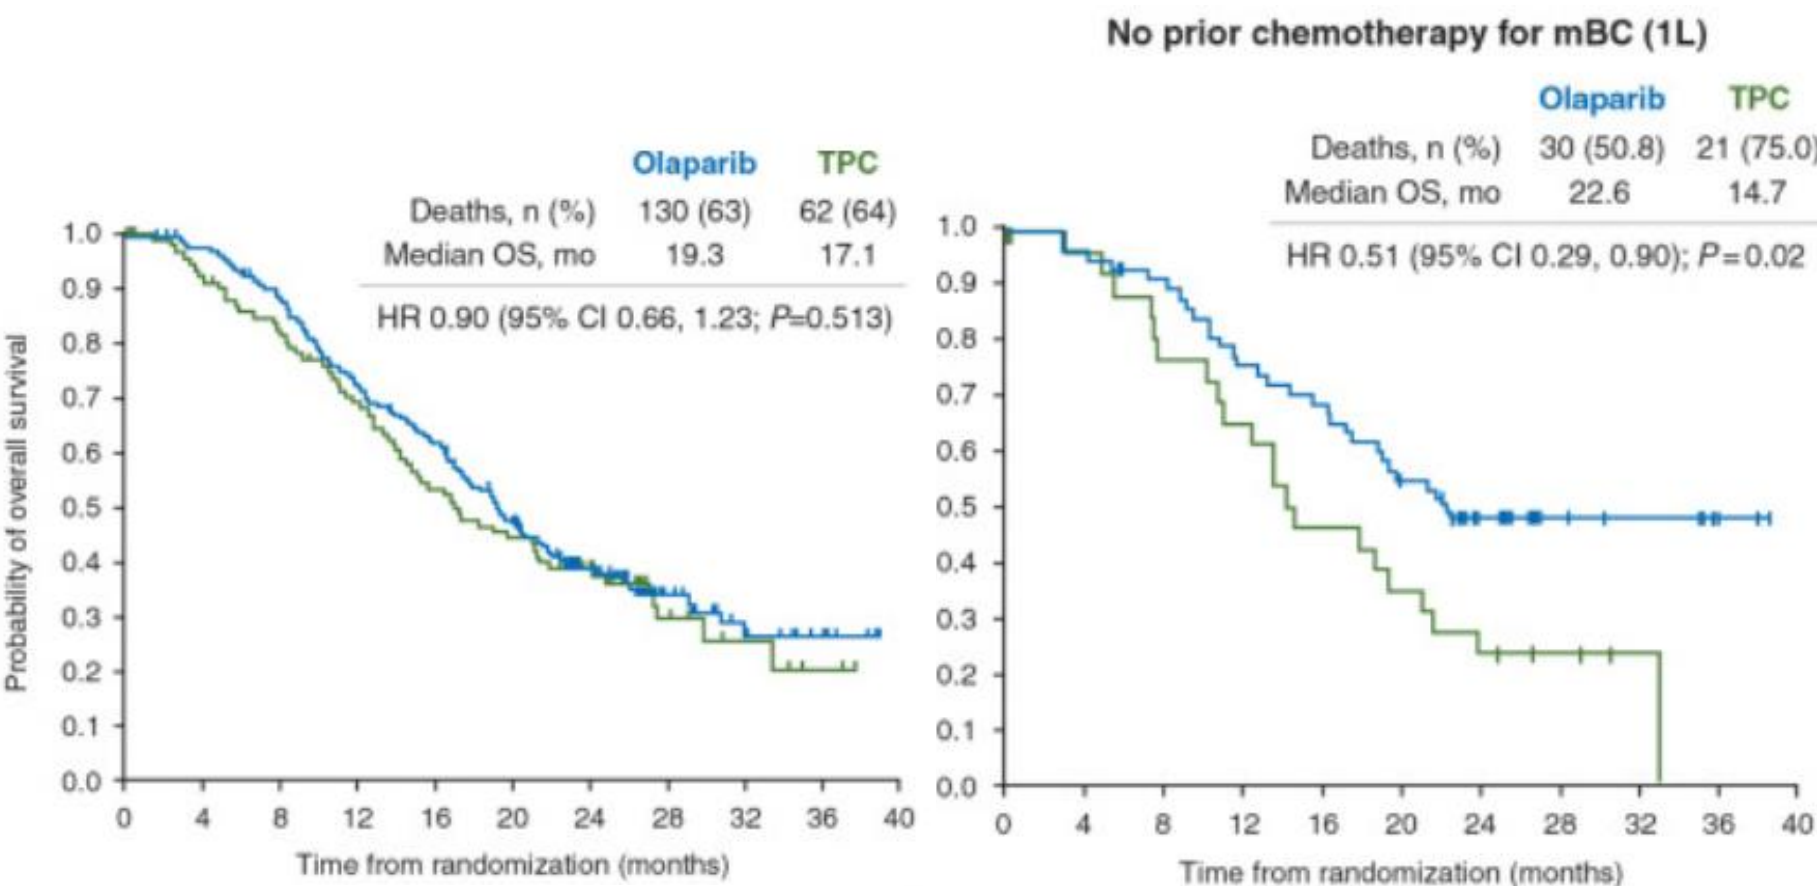 Olaparib TPC
Deaths, n (%) 130 (63) 62 (64)
Median OS, mo 19.3 17.1
HR 0.90 (95% CI 0.66, 1.23; P=0.513)
Probability of overall survival
1.0
0.9
0.8
0.7
0.6
0.5
0.4
0.3
0.2
0.1
0.0
0 4 8 12 16 20 24 28 32 36 40
Time from randomization (months)
No prior chemotherapy for mBC (1L)
Olaparib TPC
Deaths, n (%) 30 (50.8) 21 (75.0)
Median OS, mo 22.6 14.7
HR 0.51 (95% CI 0.29, 0.90); P=0.02
1.0
0.9
0.8
0.7
0.6
0.5
0.4
0.3
0.2
0.1
0.0
0 4 8 12 16 20 24 28 32 36 40
Time from randomization (months)